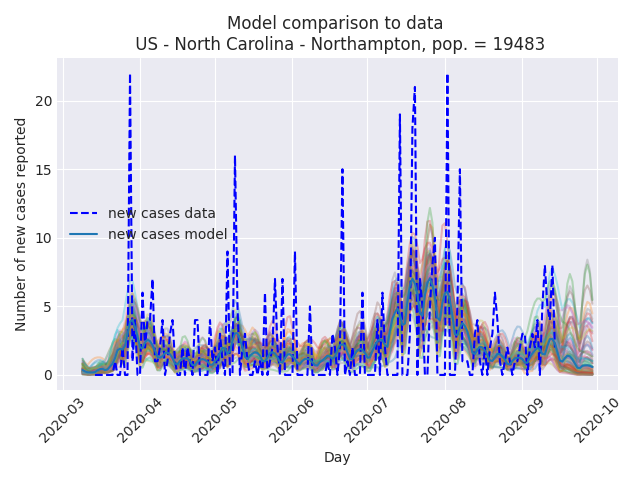 Model comparison to data
US - North Carolina - Northampton, pop. = 19483
Number of new cases reported
20
15
10
5
0
new cases data
new cases model
2020-03
2020-04
2020-05
2020-06
2020-07
2020-08
2020-09
2020-10
Day